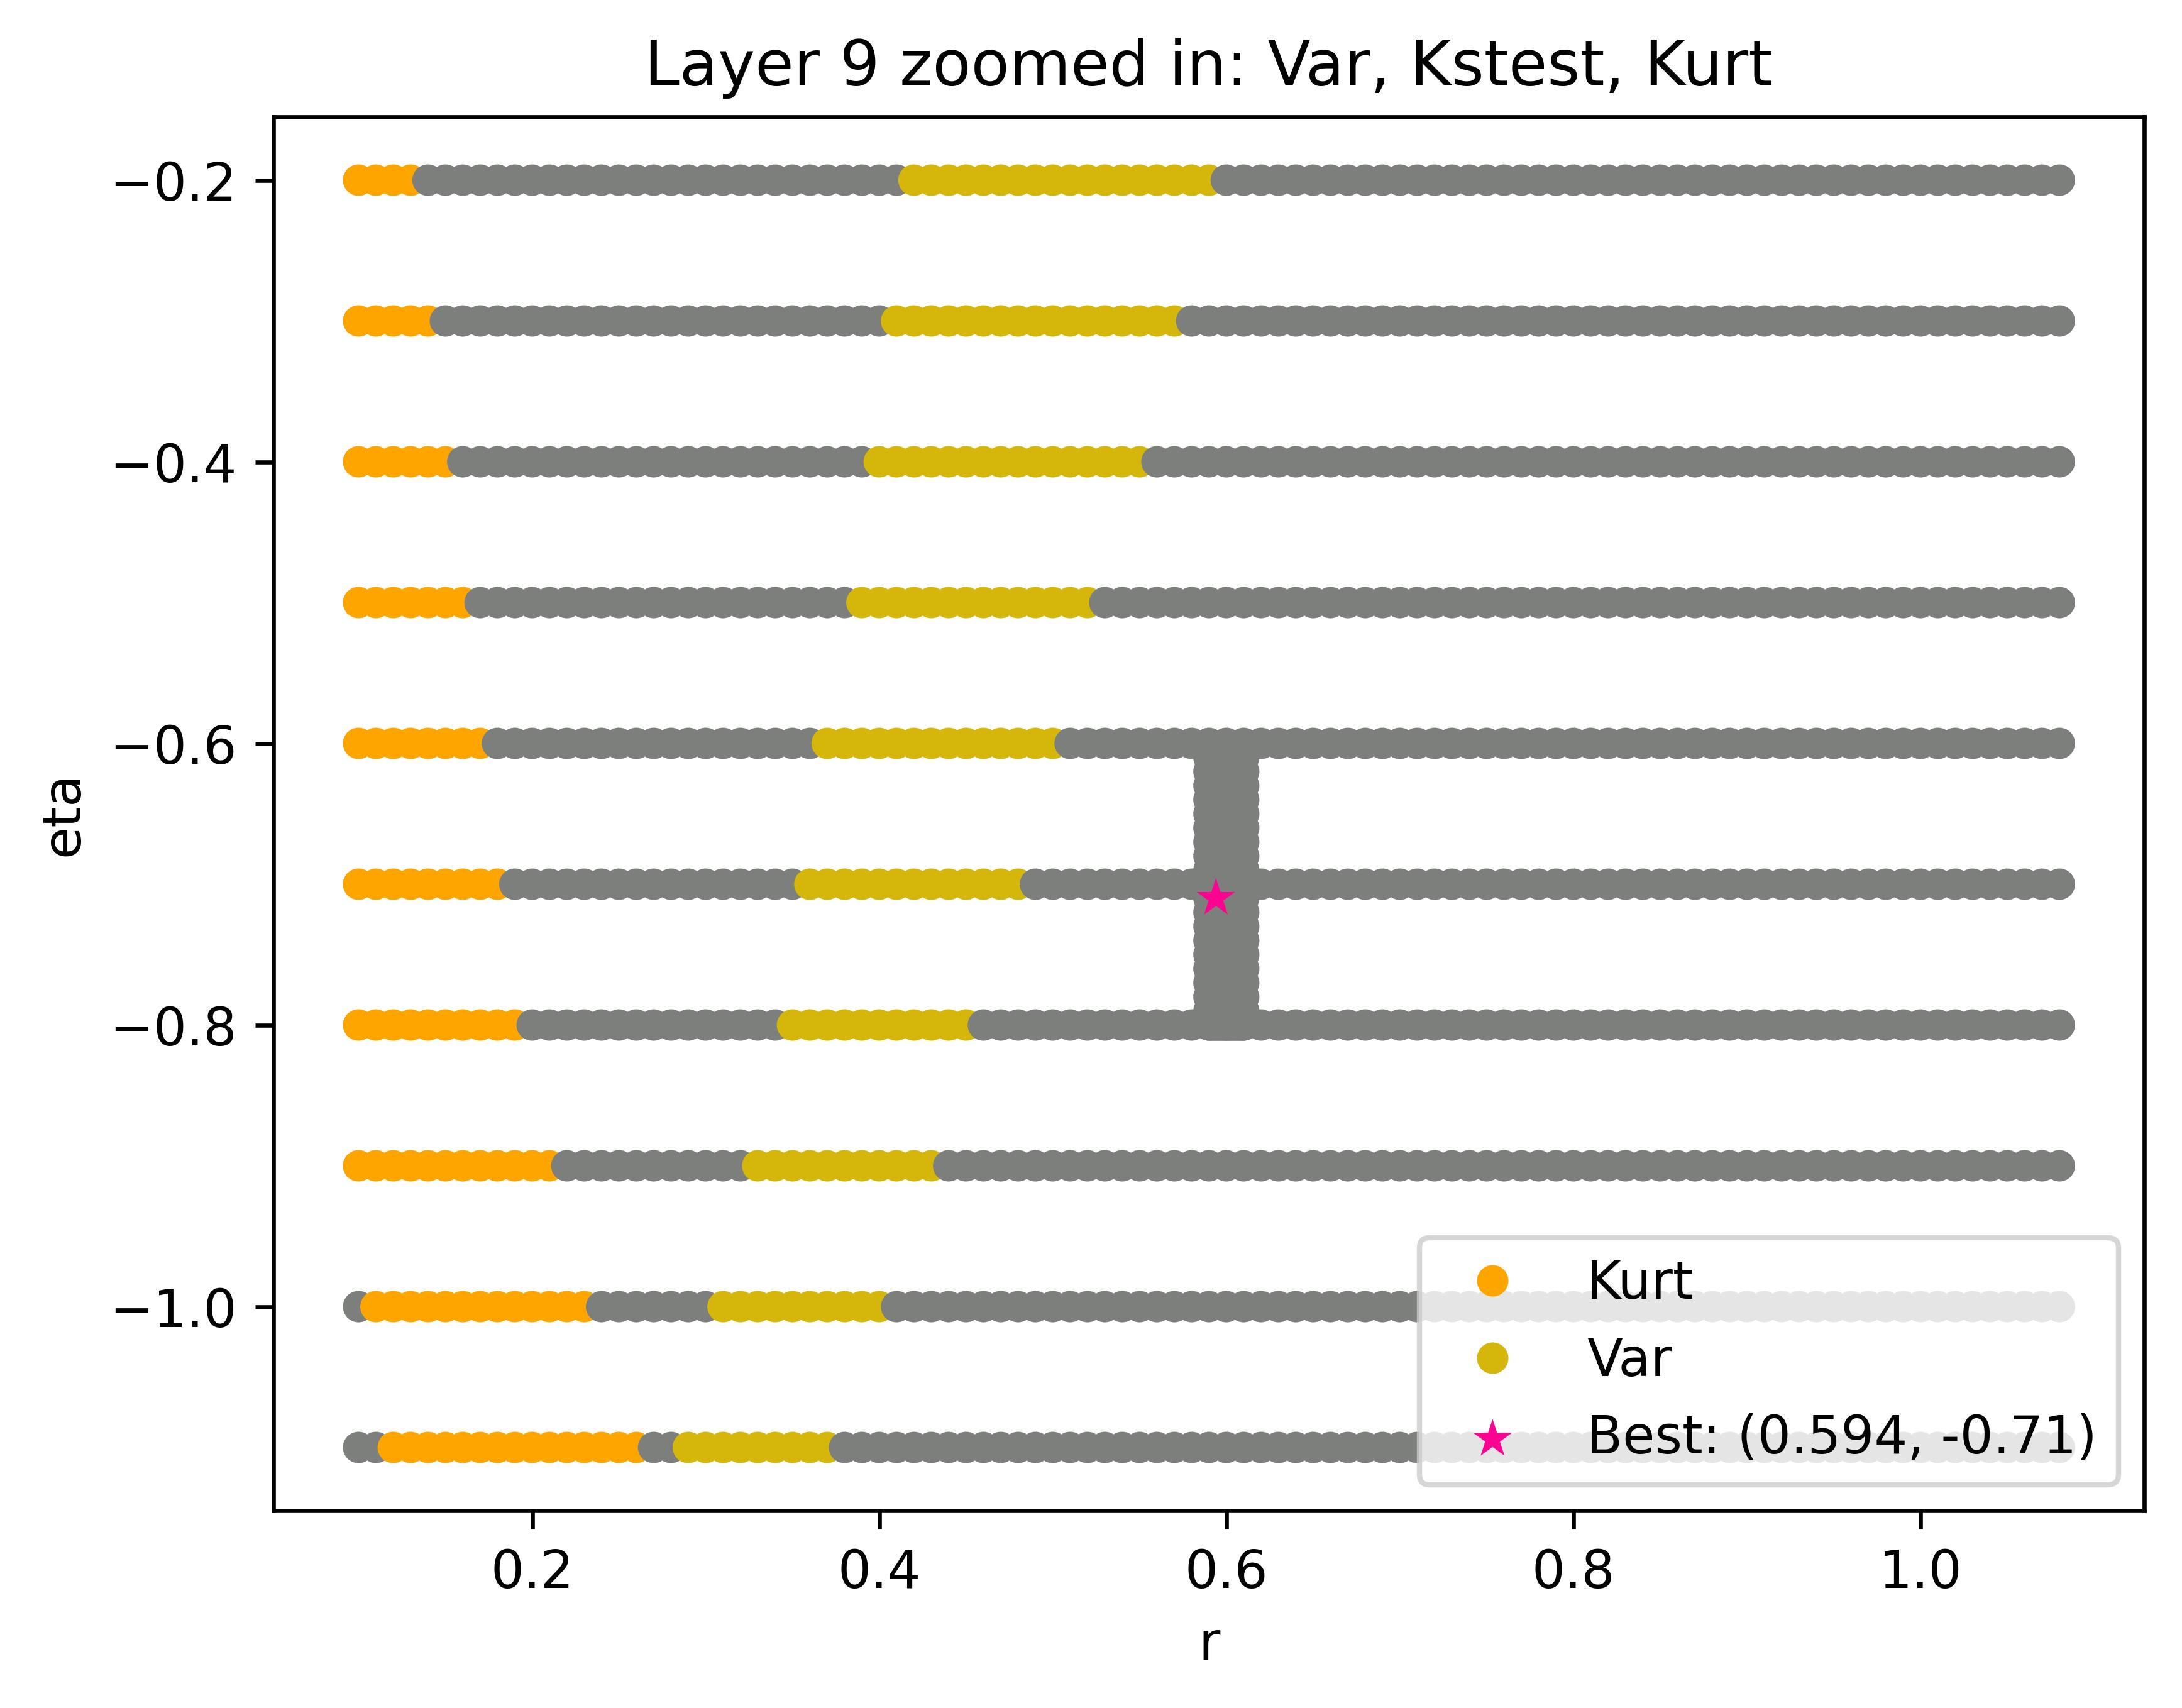 Layer 9 zoomed in: Var, Kstest, Kurt
−0.2
−0.4
−0.6
−0.8
−1.0
eta
Kurt
Var
Best: (0.594, -0.71)
0.2 0.4 0.6 0.8 1.0
r